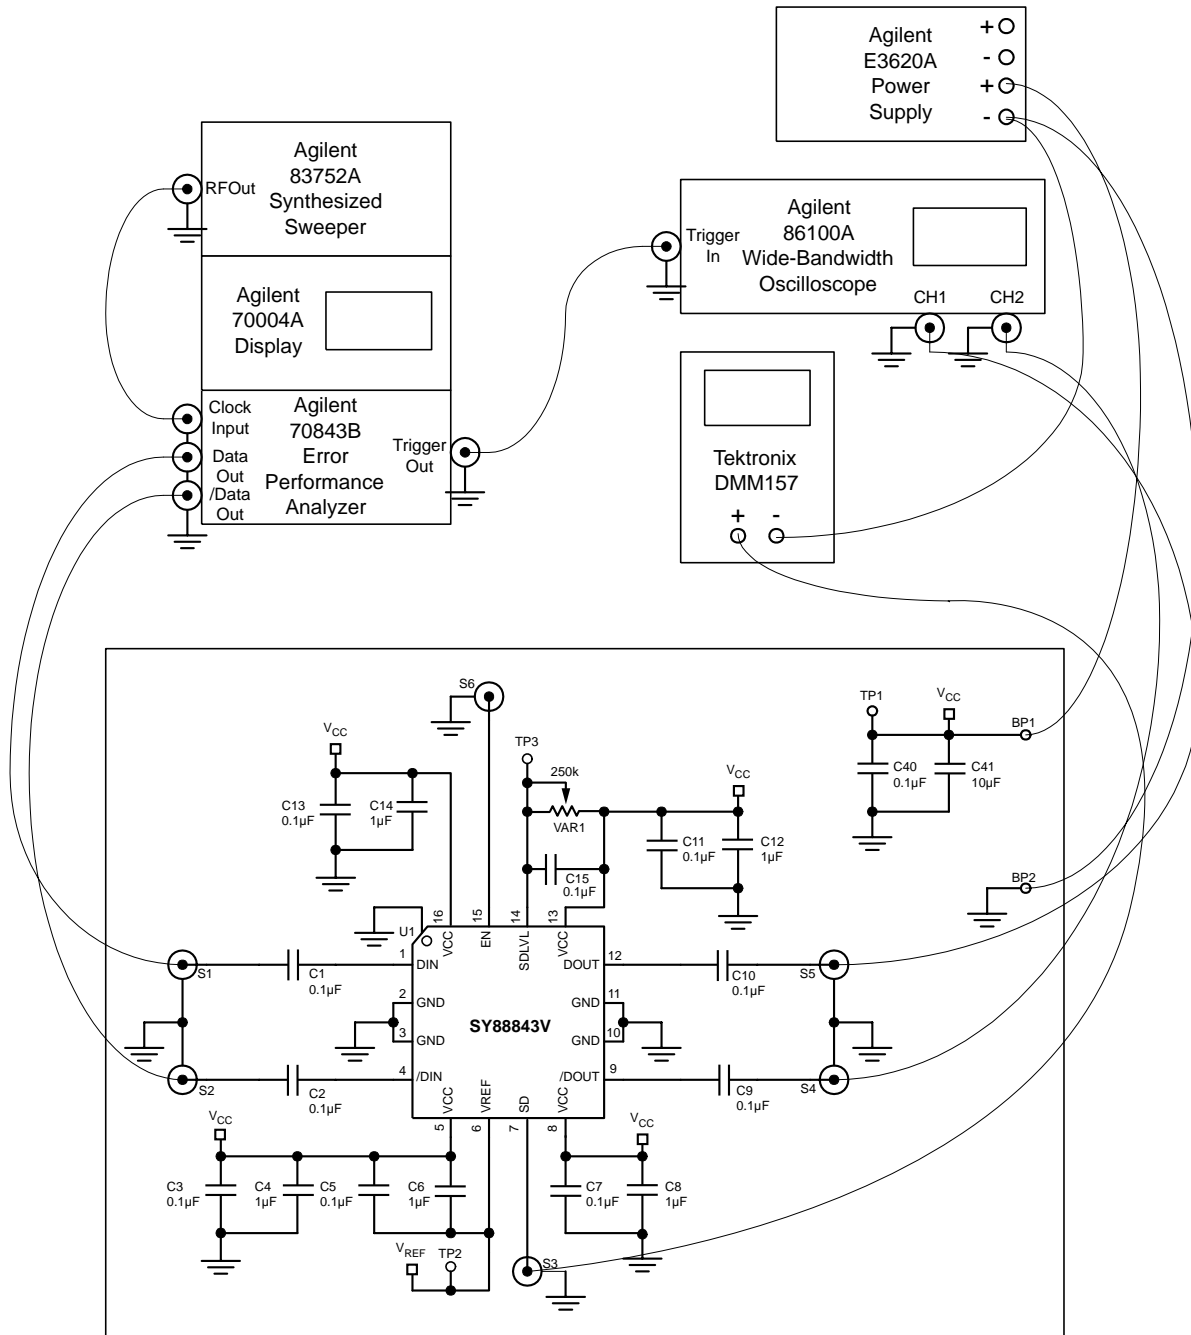 Agilent
E3620A
Power
Supply
+
-
+
-
Agilent
83752A
Synthesized
Sweeper
RFOut
Agilent
70004A
Display
Clock
Input
Data
Out
/Data
Out
Agilent
70843B
Error
Performance
Analyzer
Trigger
Out
Trigger
In
Agilent
86100A
Wide-Bandwidth
Oscilloscope
CH1
CH2
Tektronix
DMM157
+
-
S6
VCC
C13
0.1µF
C14
1µF
TP3
250k
VAR1
C15
0.1µF
C11
0.1µF
VCC
C12
1µF
TP1
VCC
BP1
C40
0.1µF
C41
10µF
BP2
U1
16
15
14
13
VCC
EN
SDLVL
VCC
S1
C1
0.1µF
1
DIN
2
GND
3
GND
4
/DIN
SY88843V
DOUT
12
GND
11
GND
10
/DOUT
9
C10
0.1µF
S5
S2
C2
0.1µF
C9
0.1µF
S4
VCC
VREF
SD
VCC
5
6
7
8
VCC
C3
0.1µF
C4
1µF
C5
0.1µF
C6
1µF
VCC
C7
0.1µF
C8
1µF
VREF
TP2
S3